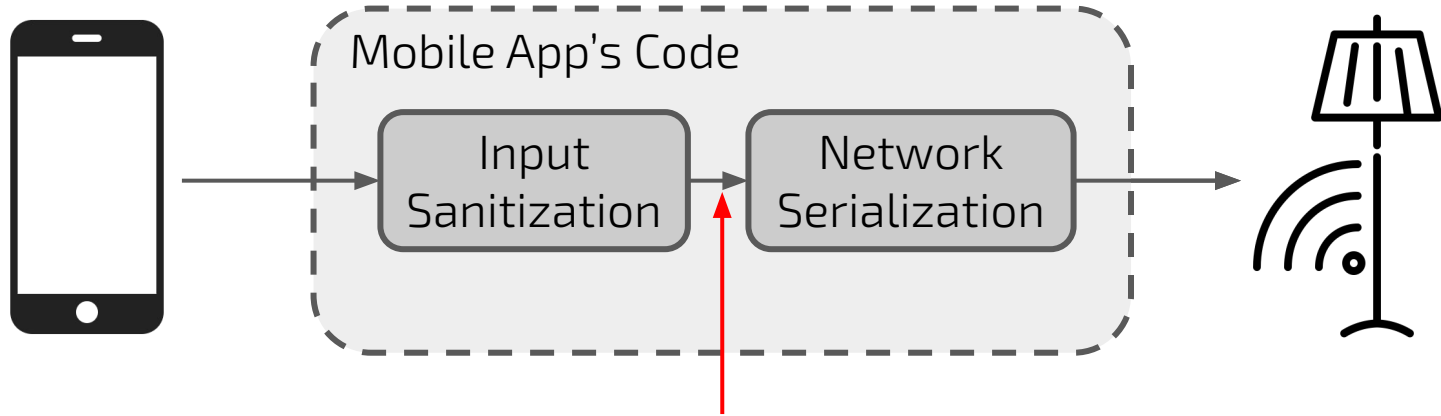 Mobile App's Code
Input
Sanitization
Network
Serialization